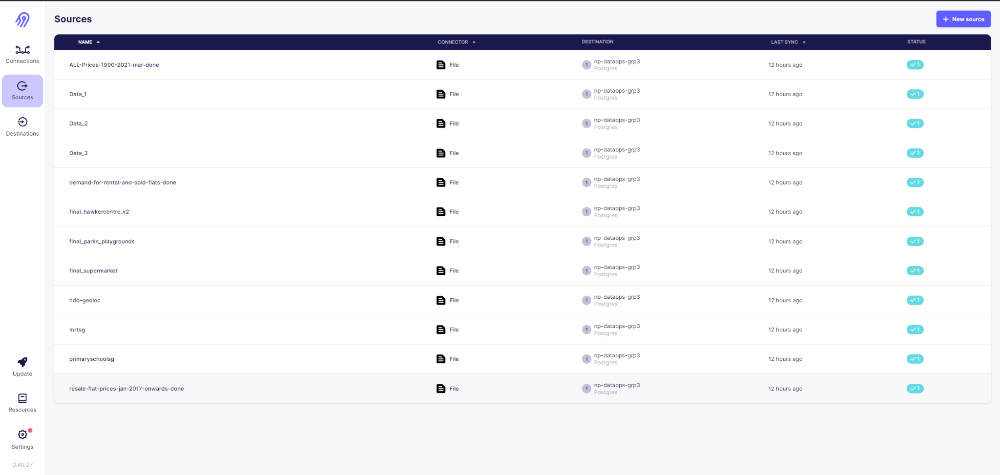 Sources
+ New source
NAME CONNECTOR DESTINATION LAST SYNC STATUS
ALL-Prices-1990-2021-mar-done File 1 np-dataops-grp3 12 hours ago 1
Postgres
Data_1 File 1 np-dataops-grp3 12 hours ago 1
Postgres
Data_2 File 1 np-dataops-grp3 12 hours ago 1
Postgres
Data_3 File 1 np-dataops-grp3 12 hours ago 1
Postgres
demand-for-rental-and-sold-flats-done File 1 np-dataops-grp3 12 hours ago 1
Postgres
final_hawkercentre_v2 File 1 np-dataops-grp3 12 hours ago 1
Postgres
final_parks_playgrounds File 1 np-dataops-grp3 12 hours ago 1
Postgres
final_supermarket File 1 np-dataops-grp3 12 hours ago 1
Postgres
hdb-geoloc File 1 np-dataops-grp3 12 hours ago 1
Postgres
mrtsg File 1 np-dataops-grp3 12 hours ago 1
Postgres
primaryschoolsg File 1 np-dataops-grp3 12 hours ago 1
Postgres
resale-flat-prices-jan-2017-onwards-done File 1 np-dataops-grp3 12 hours ago 1
Postgres
Connections
Sources
Destinations
Update
Resources
Settings
0.40.27